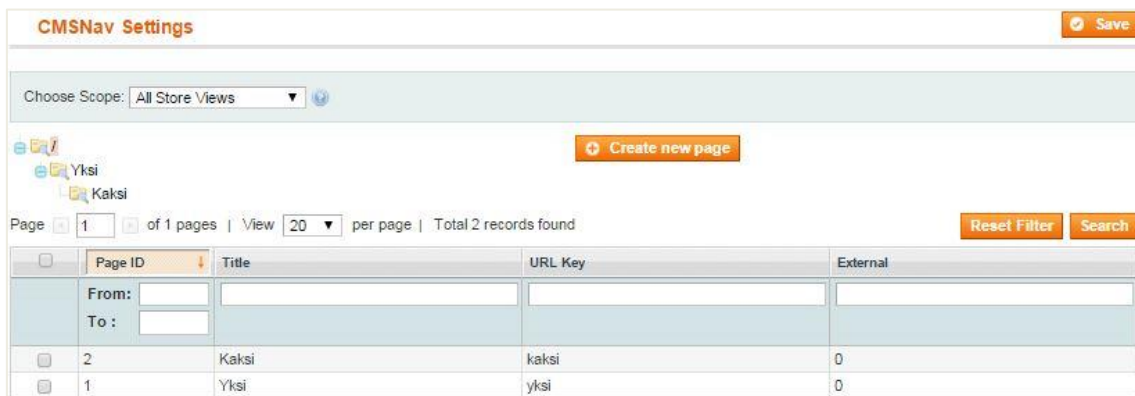 CMSNav Settings Save
Choose Scope: All Store Views
/ Create new page
Yksi
Kaksi
Page 1 of 1 pages | View 20 per page | Total 2 records found Reset Filter Search
Page ID Title URL Key External
From:
To :
2 Kaksi kaksi 0
1 Yksi yksi 0